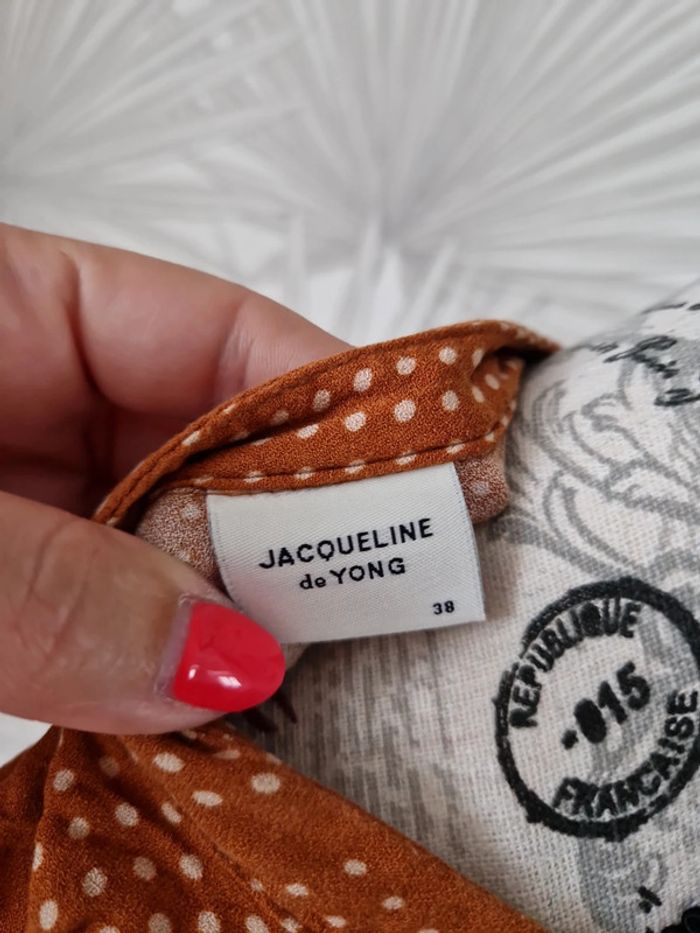 JACQUELINE
de YONG
38
REPUBLIQUE
-015
FRANCAISE